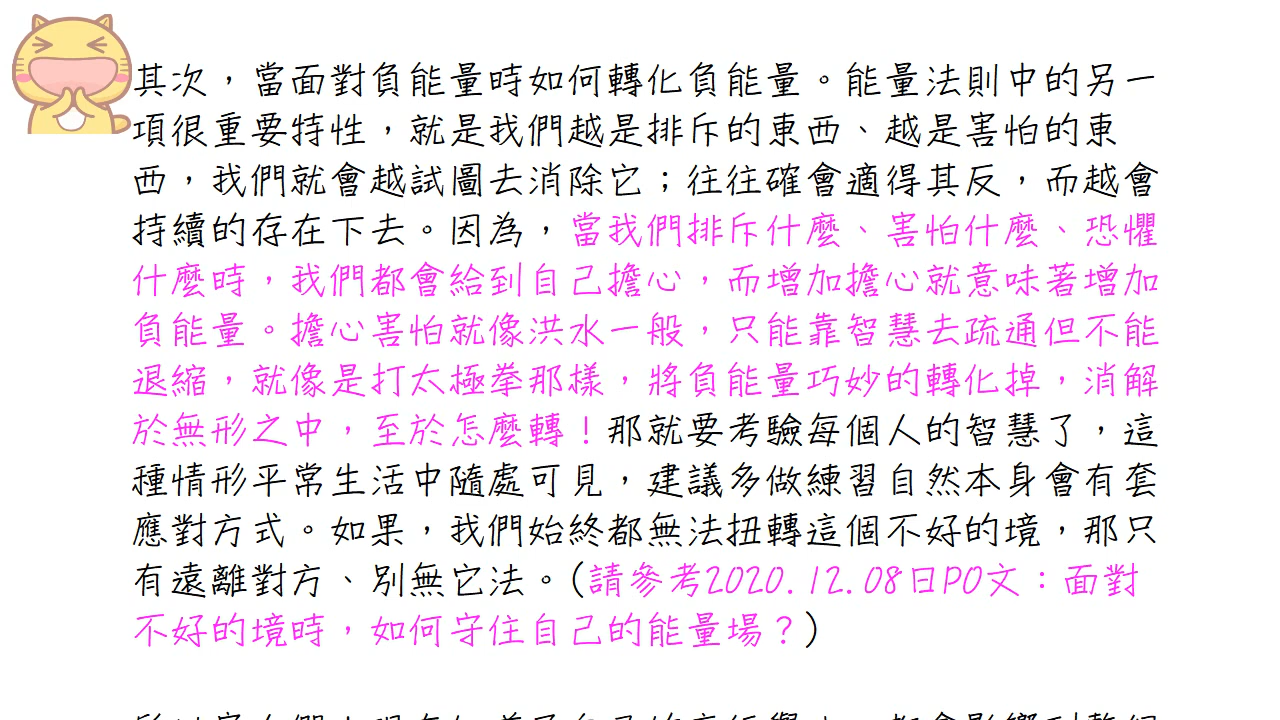 其次，當面對負能量時如何轉化負能量。能量法則中的另一
項很重要特性，就是我們越是排斥的東西、越是害怕的東
西，我們就會越試圖去消除它；往往確會適得其反，而越會
持續的存在下去。因為，當我們排斥什麼、害怕什麼、恐懼
什麼時，我們都會給到自己擔心，而增加擔心就意味著增加
負能量。擔心害怕就像洪水一般，只能靠智慧去疏通但不能
退縮，就像是打太極拳那樣，將負能量巧妙的轉化掉，消解
於無形之中，至於怎麼轉！那就要考驗每個人的智慧了，這
種情形平常生活中隨處可見，建議多做練習自然本身會有套
應對方式。如果，我們始終都無法扭轉這個不好的境，那只
有遠離對方、別無它法。(請參考2020.12.08日PO文：面對
不好的境時，如何守住自己的能量場？)